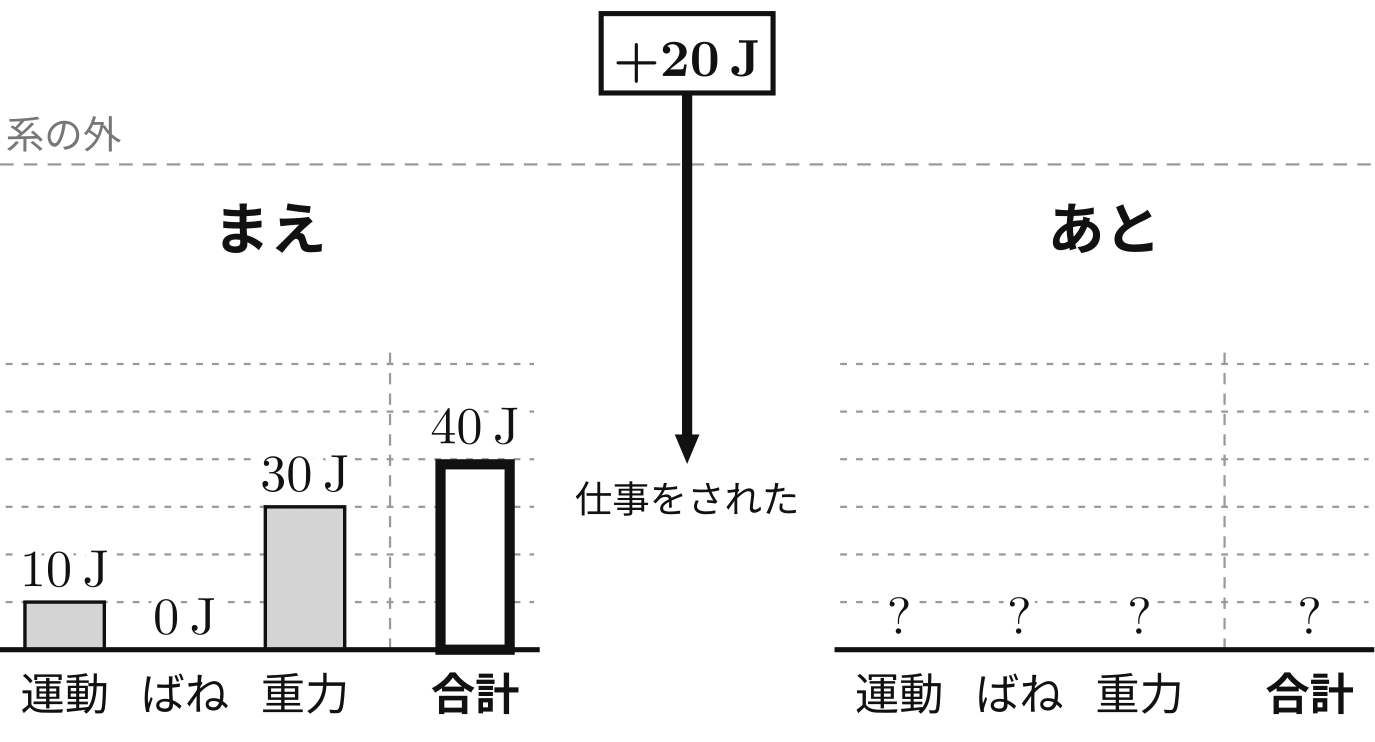 +20 J
系の外
まえ
あと
40 J
30 J
仕事をされた
10 J
0 J
? ? ? ?
運動 ばね 重力 合計
運動 ばね 重力 合計